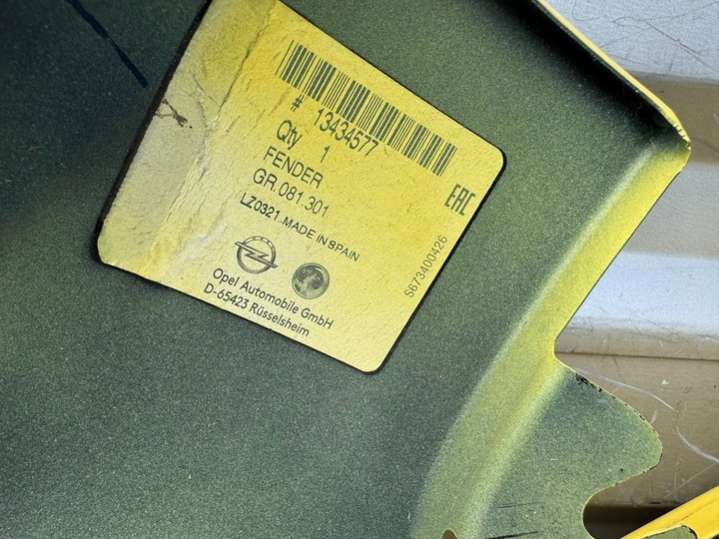 # 13434577
Qty 1
FENDER
GR.081.301
LZ0321.MADE IN SPAIN
EAC
S673400426
Opel Automobile GmbH
D-65423 Rüsselsheim